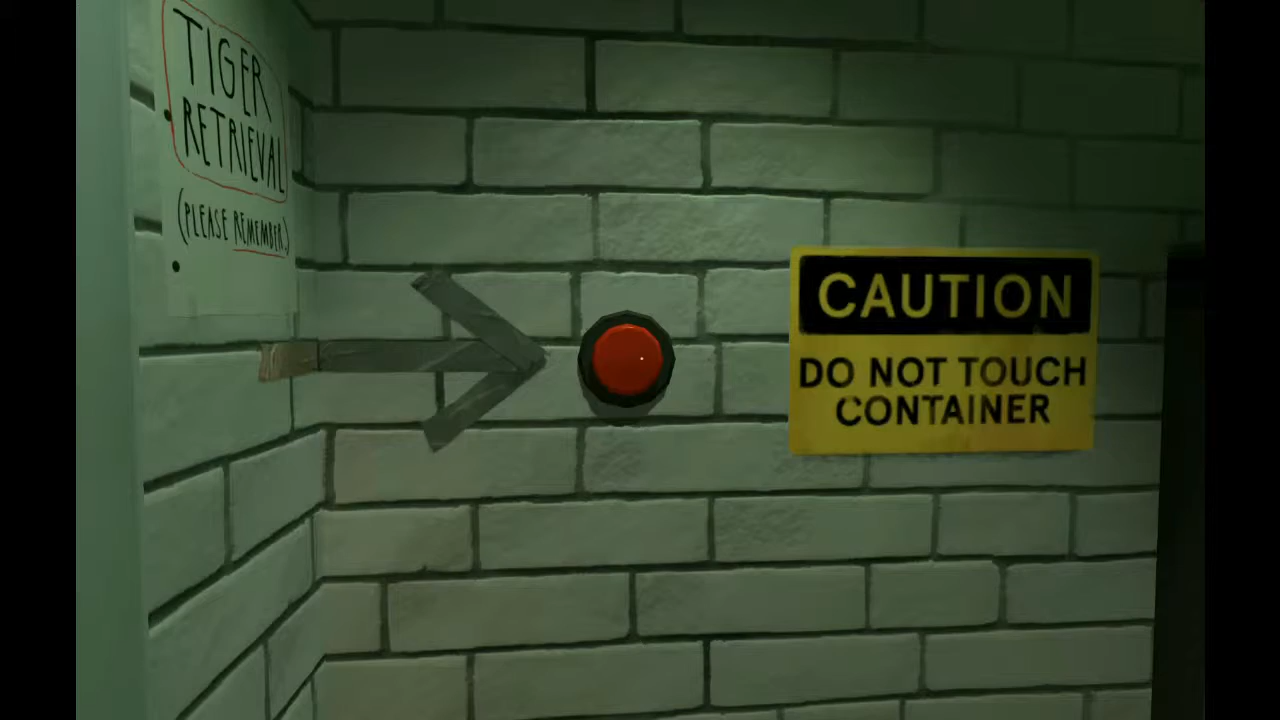 TIGER
RETRIEVAL
(PLEASE REMEMBER.)
CAUTION
DO NOT TOUCH
CONTAINER